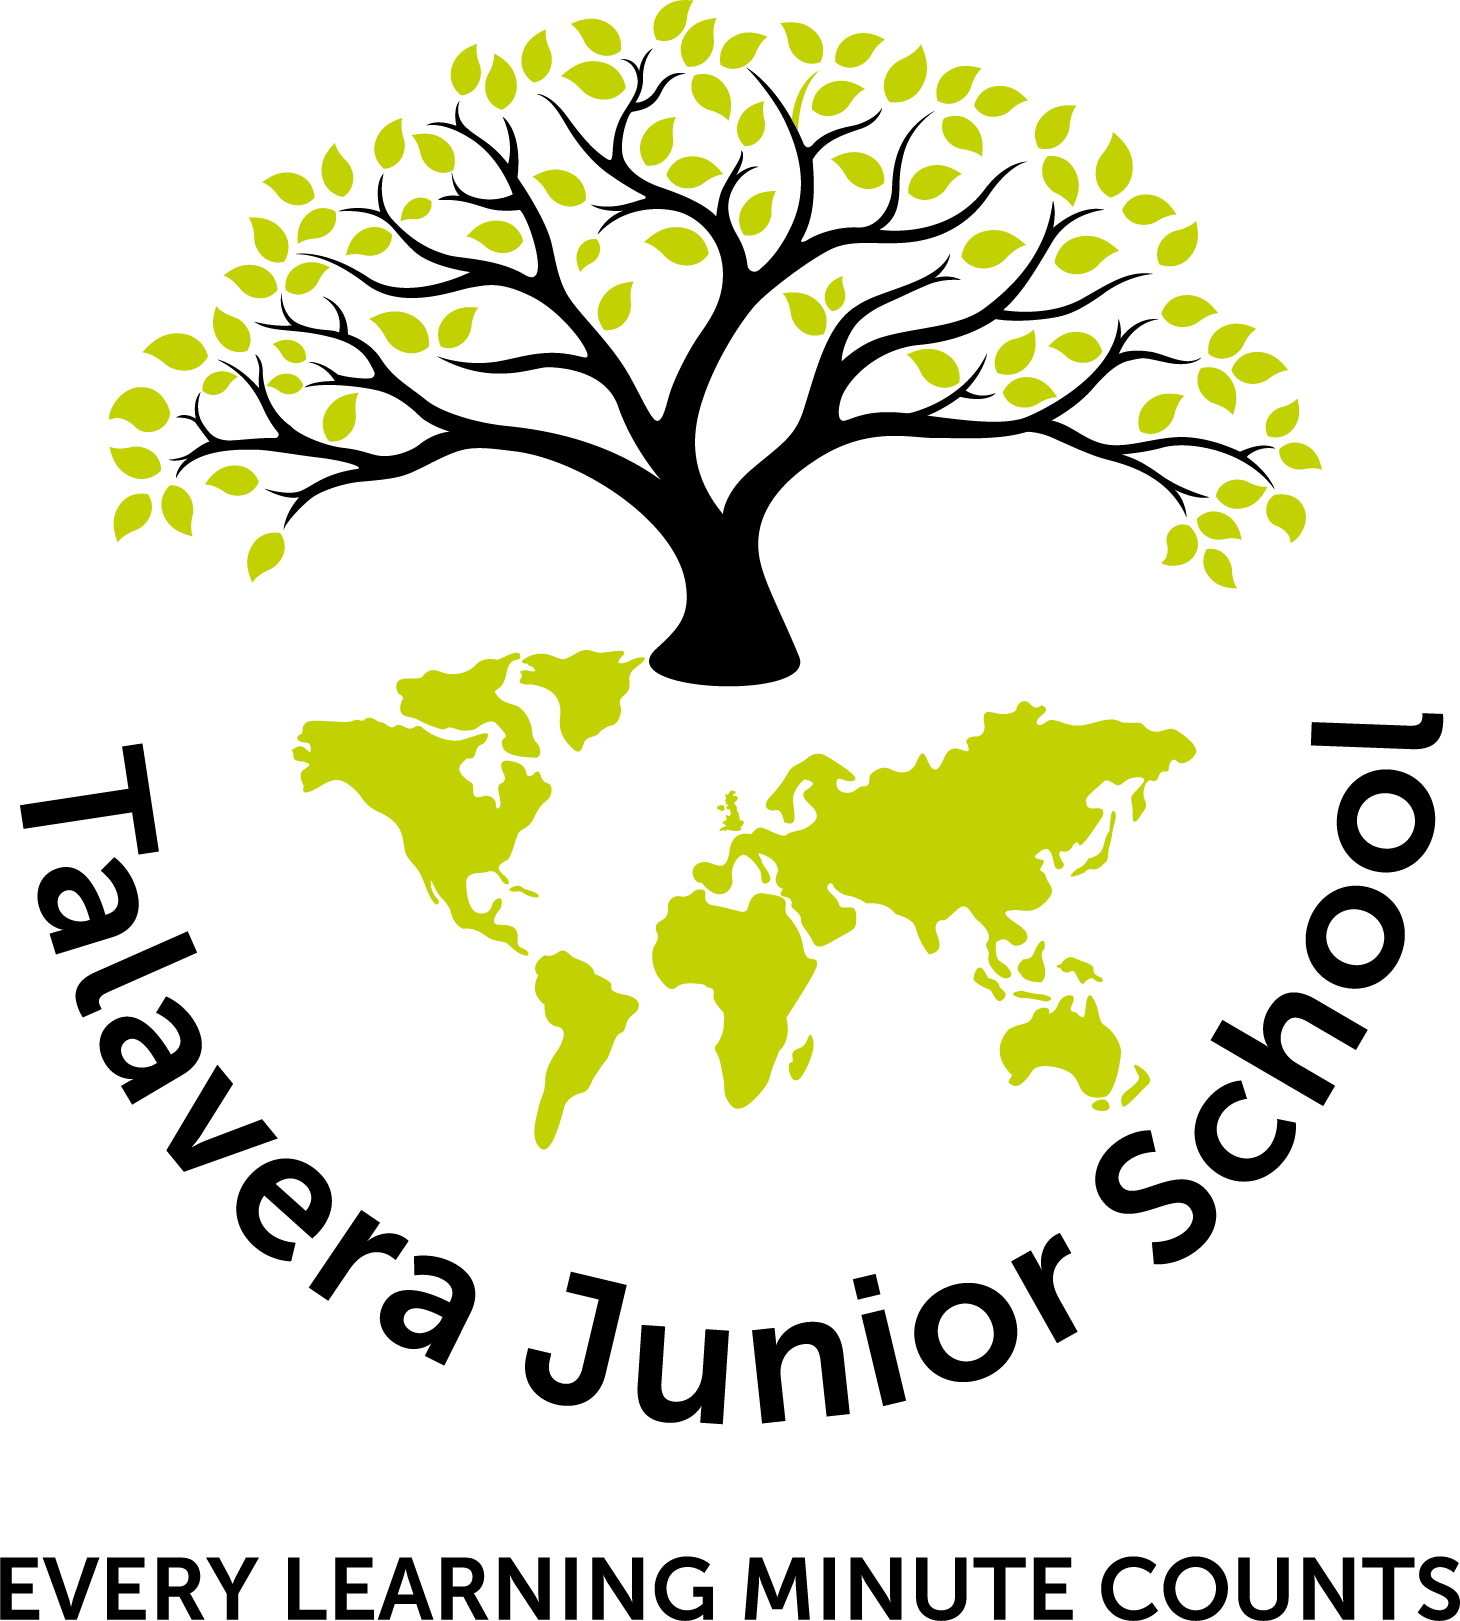 Talavera Junior School
EVERY LEARNING MINUTE COUNTS